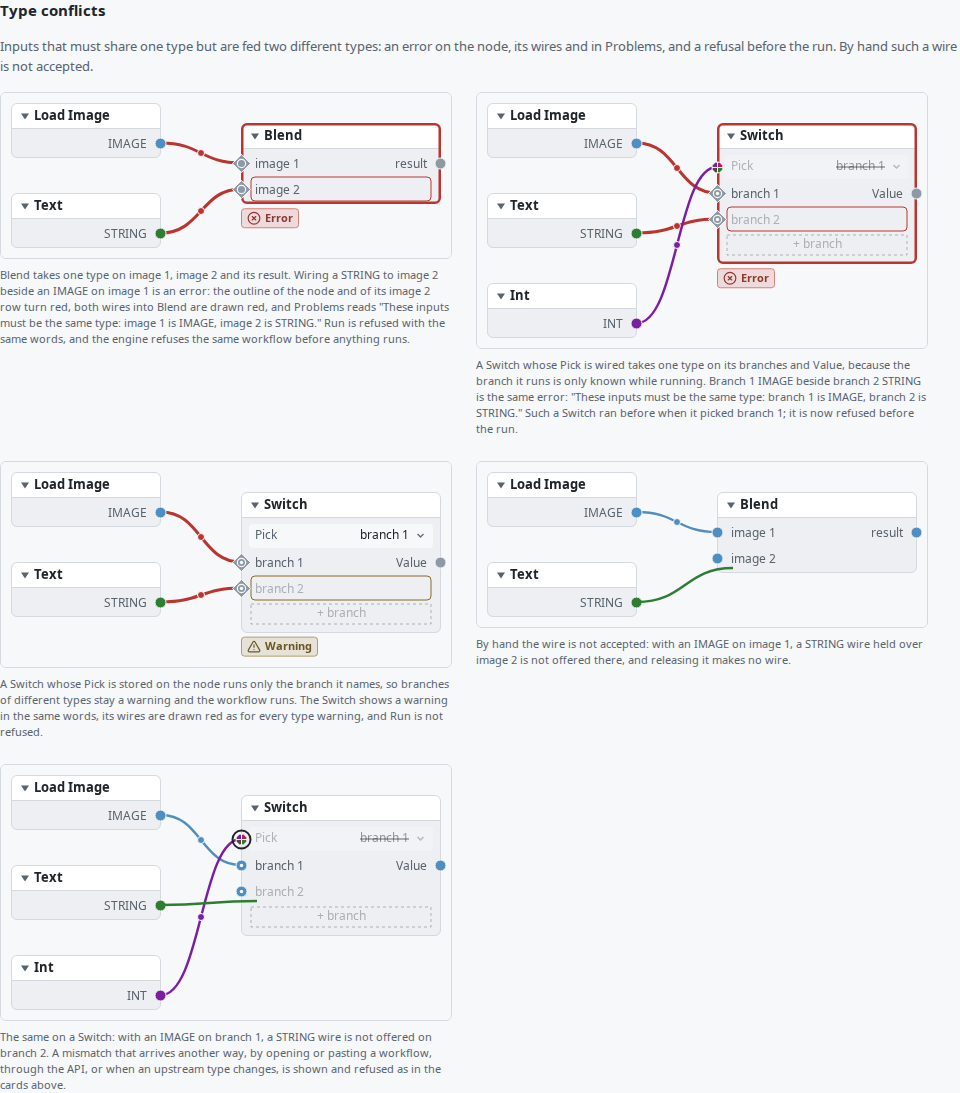 Type conflicts
Inputs that must share one type but are fed two different types: an error on the node, its wires and in Problems, and a refusal before the run. By hand such a wire
is not accepted.
Load Image
IMAGE
Text
STRING
Blend
image 1 result
image 2
Error
Blend takes one type on image 1, image 2 and its result. Wiring a STRING to image 2
beside an IMAGE on image 1 is an error: the outline of the node and of its image 2
row turn red, both wires into Blend are drawn red, and Problems reads "These inputs
must be the same type: image 1 is IMAGE, image 2 is STRING." Run is refused with the
same words, and the engine refuses the same workflow before anything runs.
Load Image
IMAGE
Text
STRING
Int
INT
Switch
Pick branch 1
branch 1 Value
branch 2
+ branch
Error
A Switch whose Pick is wired takes one type on its branches and Value, because the
branch it runs is only known while running. Branch 1 IMAGE beside branch 2 STRING
is the same error: "These inputs must be the same type: branch 1 is IMAGE, branch 2 is
STRING." Such a Switch ran before when it picked branch 1; it is now refused before
the run.
Load Image
IMAGE
Text
STRING
Switch
Pick branch 1
branch 1 Value
branch 2
+ branch
Warning
A Switch whose Pick is stored on the node runs only the branch it names, so branches
of different types stay a warning and the workflow runs. The Switch shows a warning
in the same words, its wires are drawn red as for every type warning, and Run is not
refused.
Load Image
IMAGE
Text
STRING
Blend
image 1 result
image 2
By hand the wire is not accepted: with an IMAGE on image 1, a STRING wire held over
image 2 is not offered there, and releasing it makes no wire.
Load Image
IMAGE
Text
STRING
Int
INT
Switch
Pick branch 1
branch 1 Value
branch 2
+ branch
The same on a Switch: with an IMAGE on branch 1, a STRING wire is not offered on
branch 2. A mismatch that arrives another way, by opening or pasting a workflow,
through the API, or when an upstream type changes, is shown and refused as in the
cards above.